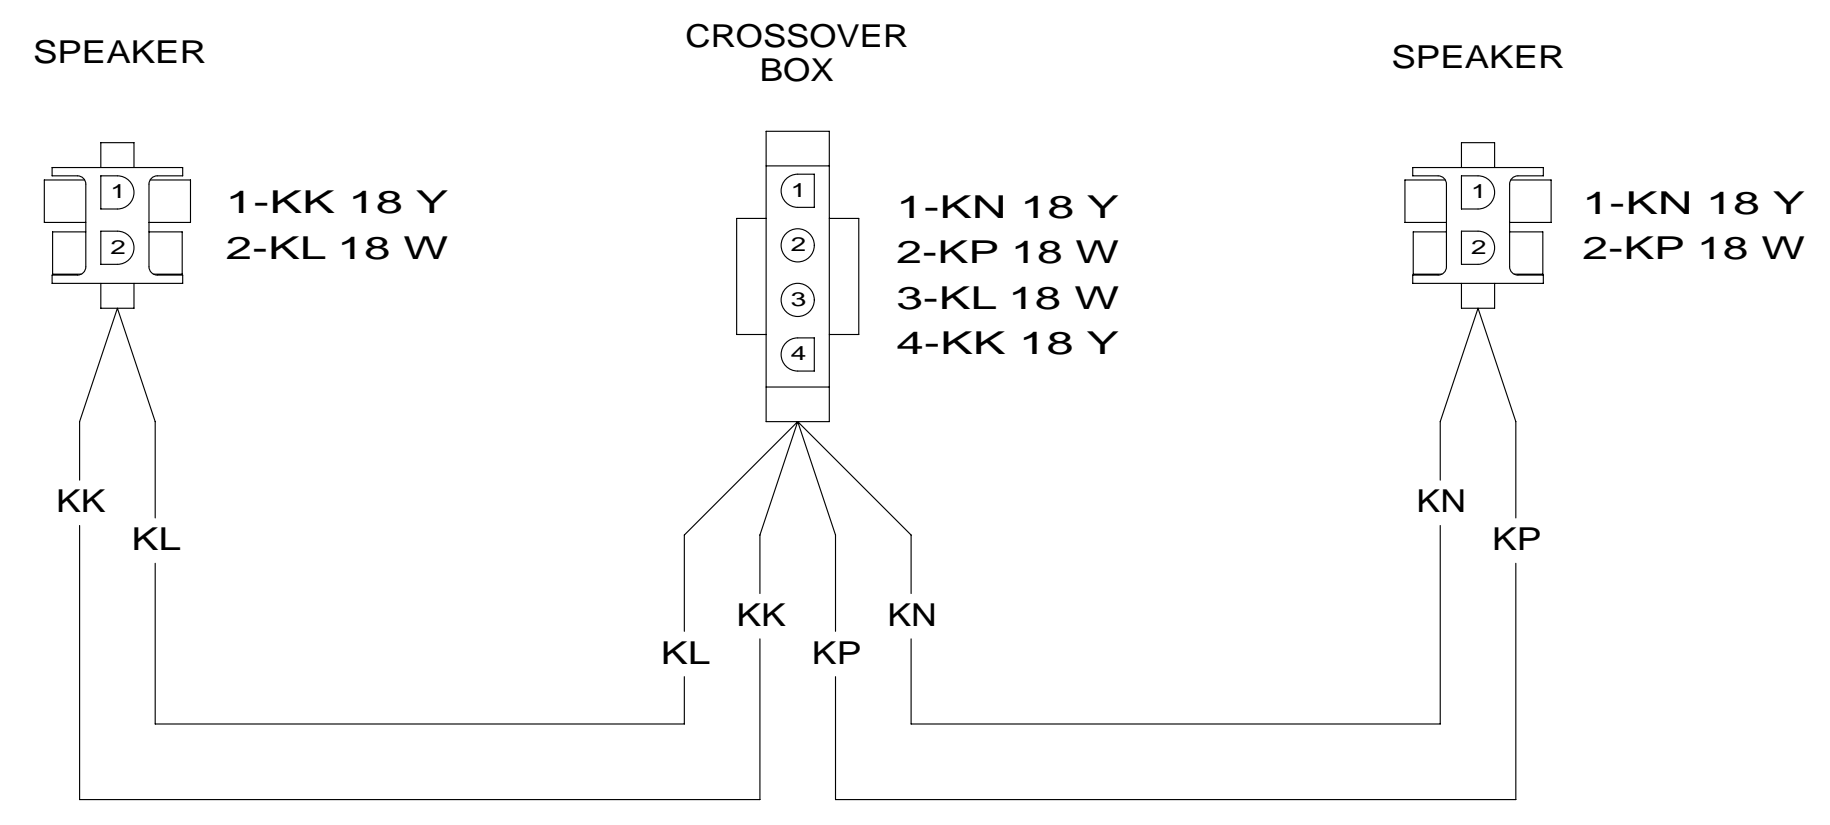 SPEAKER
CROSSOVER
BOX
SPEAKER
1
2
1-KK 18 Y
2-KL 18 W
1
2
3
4
1-KN 18 Y
2-KP 18 W
3-KL 18 W
4-KK 18 Y
1
2
1-KN 18 Y
2-KP 18 W
KK
KL
KL
KK
KP
KN
KN
KP